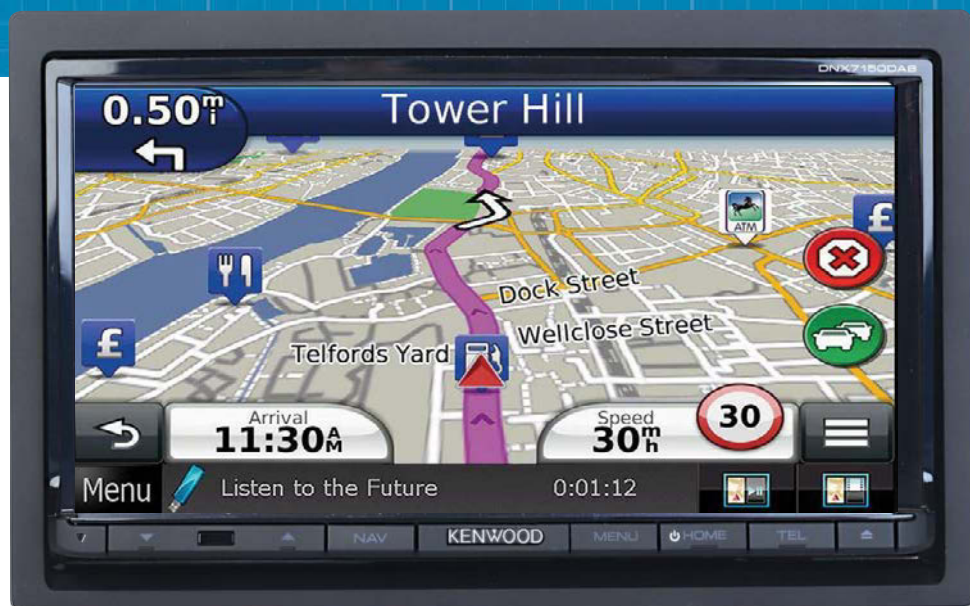 DNX7150DAB
0.50mi
Tower Hill
ATM
£
Dock Street
Wellclose Street
Telfords Yard
£
Arrival
11:30AM
Speed
30mh
30
Menu
Listen to the Future
0:01:12
NAV
KENWOOD
MENU
HOME
TEL